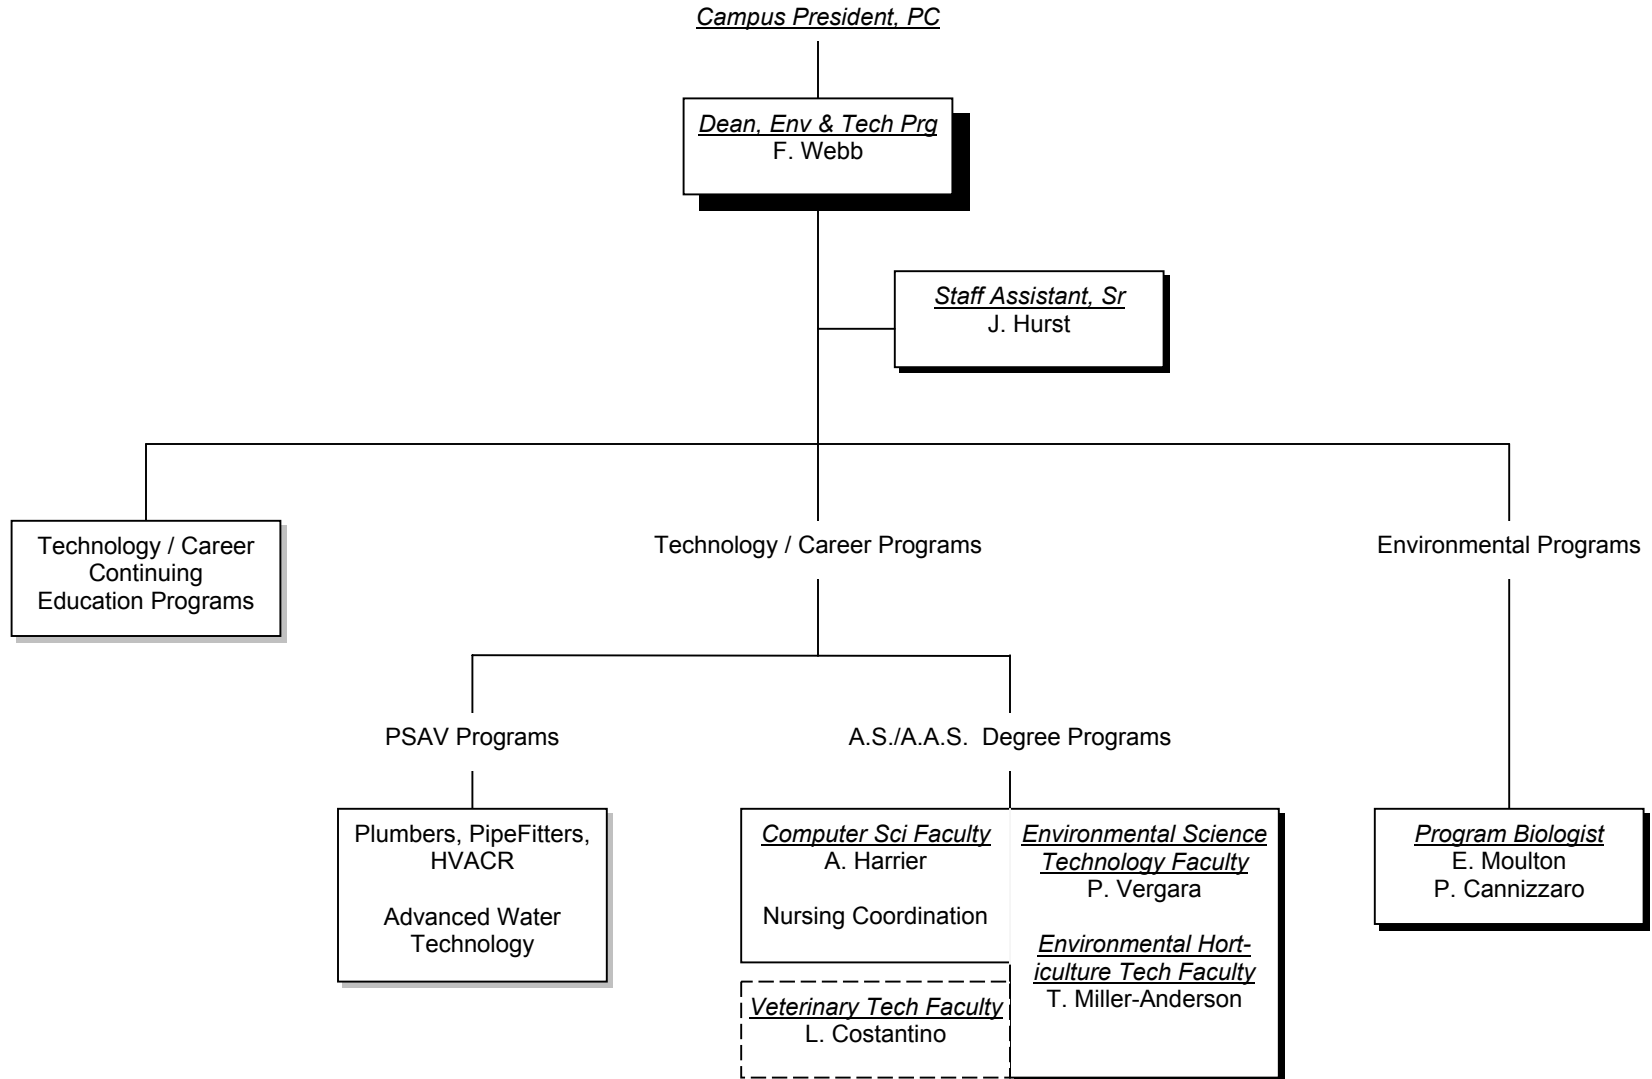 Campus President, PC
Dean, Env & Tech Prg
F. Webb
Staff Assistant, Sr
J. Hurst
Technology / Career
Continuing
Education Programs
Technology / Career Programs
Environmental Programs
PSAV Programs
A.S./A.A.S. Degree Programs
Plumbers, PipeFitters,
HVACR
Advanced Water
Technology
Computer Sci Faculty
A. Harrier
Nursing Coordination
Veterinary Tech Faculty
L. Costantino
Environmental Science
Technology Faculty
P. Vergara
Environmental Hort-
iculture Tech Faculty
T. Miller-Anderson
Program Biologist
E. Moulton
P. Cannizzaro